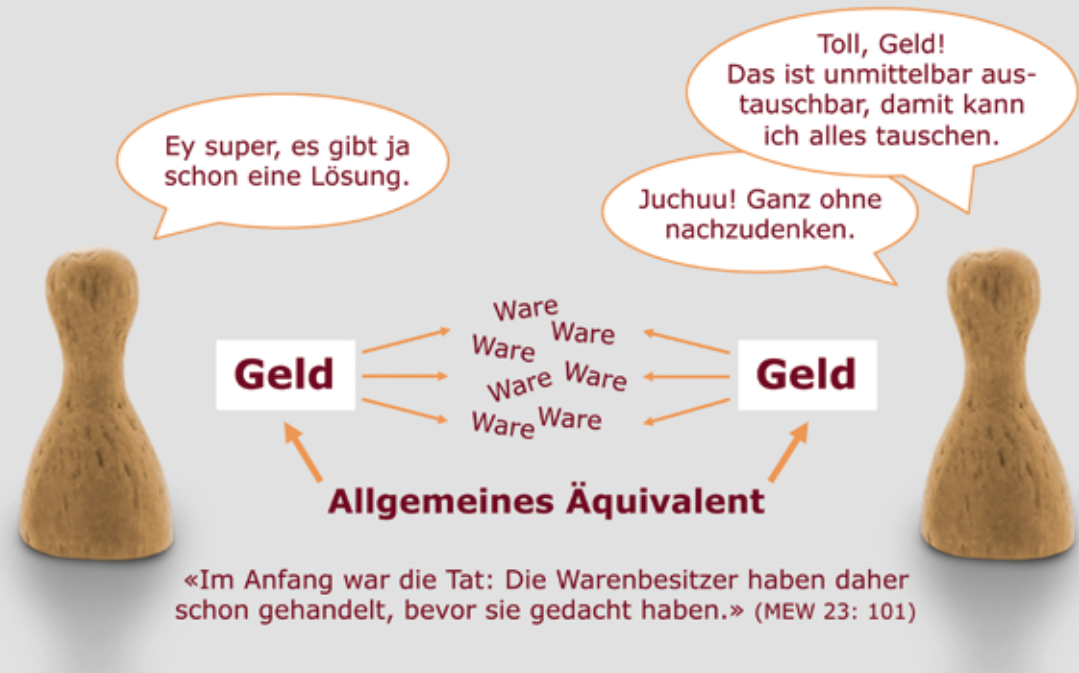 Toll, Geld!
Das ist unmittelbar aus-
tauschbar, damit kann
ich alles tauschen.
Ey super, es gibt ja
schon eine Lösung.
Juchuu! Ganz ohne
nachzudenken.
Ware
Ware
Ware
Ware
Ware
Ware
Ware
Geld
Geld
Allgemeines Äquivalent
«Im Anfang war die Tat: Die Warenbesitzer haben daher
schon gehandelt, bevor sie gedacht haben.» (MEW 23: 101)